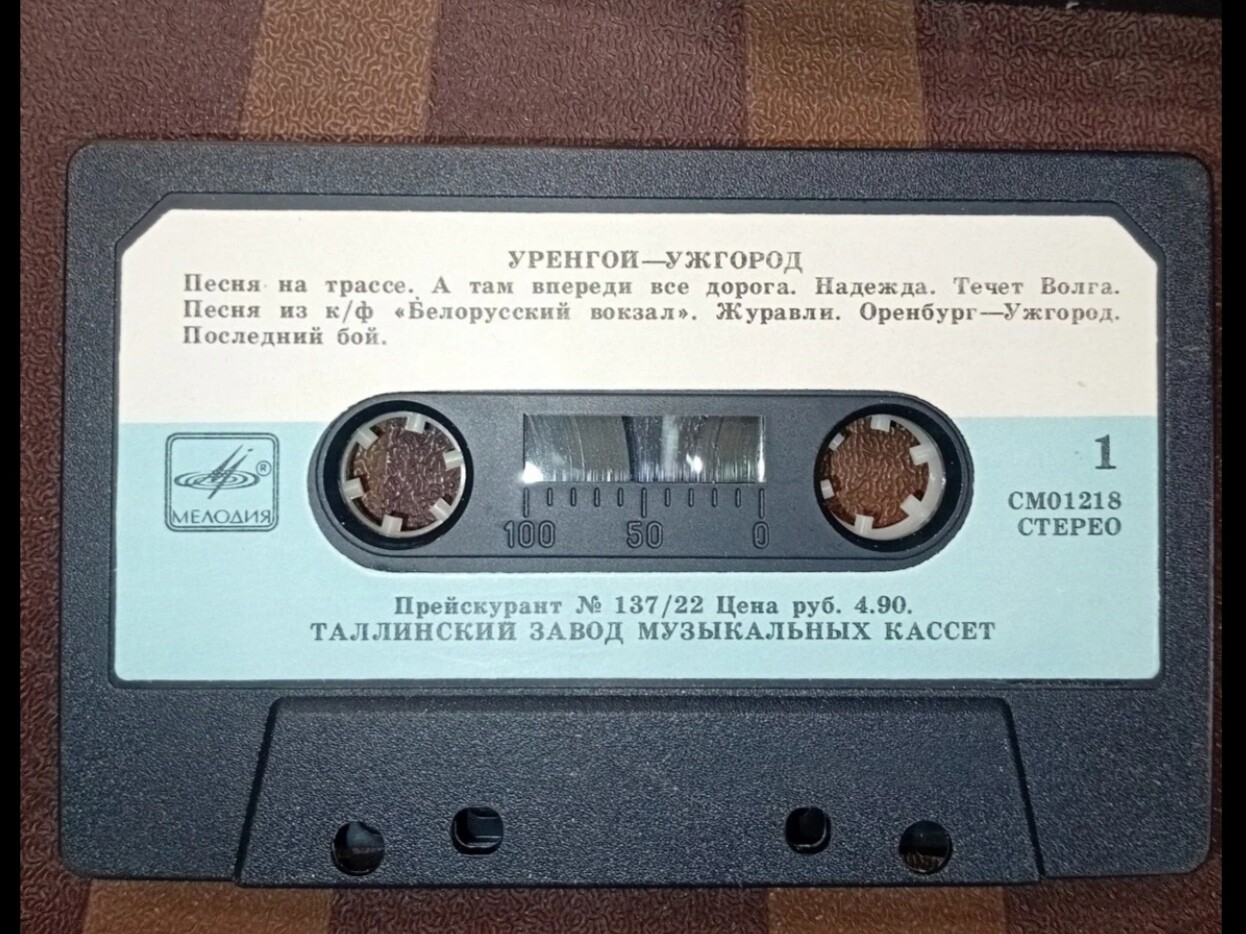 УРЕНГОЙ—УЖГОРОД
Песня на трассе. А там впереди все дорога. Надежда. Течет Волга.
Песня из к/ф «Белорусский вокзал». Журавли. Оренбург—Ужгород.
Последний бой.
®
МЕЛОДИЯ
100 50 0
1
СМ01218
СТЕРЕО
Прейскурант № 137/22 Цена руб. 4.90.
ТАЛЛИНСКИЙ ЗАВОД МУЗЫКАЛЬНЫХ КАССЕТ